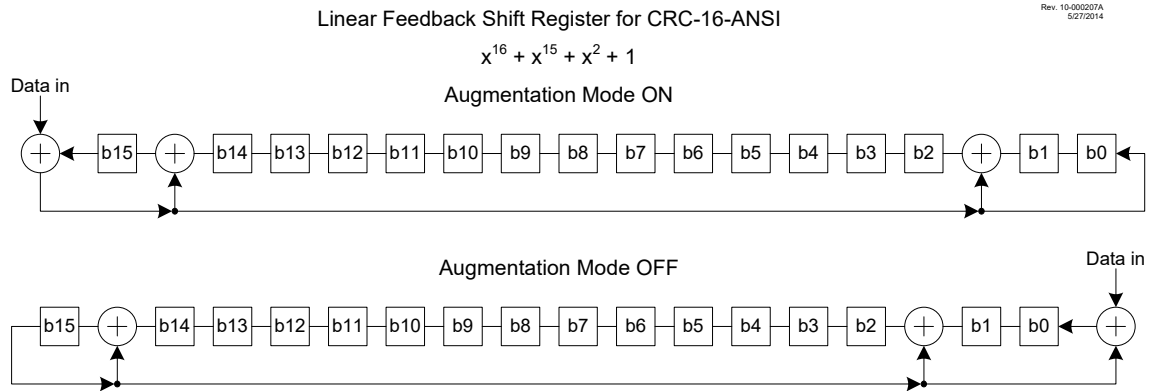 Linear Feedback Shift Register for CRC-16-ANSI
Rev. 10-000207A
5/27/2014
x^16 + x^15 + x^2 + 1
Augmentation Mode ON
Data in
b15 b14 b13 b12 b11 b10 b9 b8 b7 b6 b5 b4 b3 b2 b1 b0
Augmentation Mode OFF
Data in
b15 b14 b13 b12 b11 b10 b9 b8 b7 b6 b5 b4 b3 b2 b1 b0